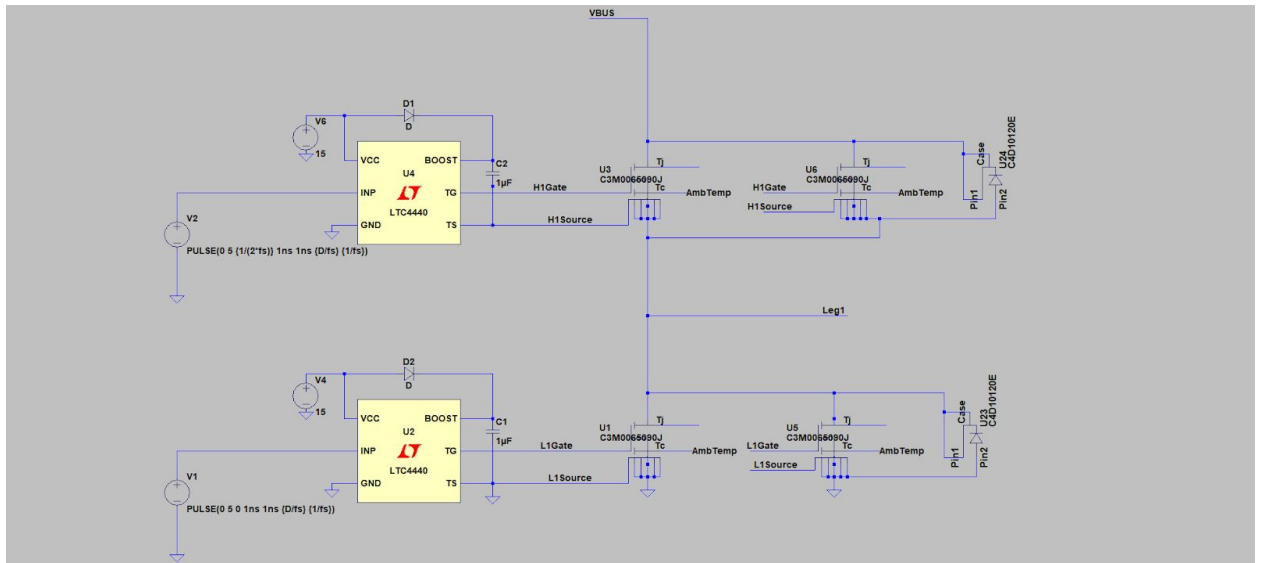 VBUS
D1
D
V6
15
VCC
BOOST
U4
INP
TG
LTC4440
GND
TS
C2
1µF
V2
PULSE(0 5 {1/(2*fs)} 1ns 1ns {D/fs} {1/fs})
H1Gate
H1Source
U3
C3M0065090J
Tj
Tc
AmbTemp
H1Gate
H1Source
U6
C3M0065090J
Tj
Tc
AmbTemp
Case
Pin1
Pin2
U24
C4D10120E
Leg1
D2
D
V4
15
VCC
BOOST
U2
INP
TG
LTC4440
GND
TS
C1
1µF
V1
PULSE(0 5 0 1ns 1ns {D/fs} {1/fs})
L1Gate
L1Source
U1
C3M0065090J
Tj
Tc
AmbTemp
L1Gate
L1Source
U5
C3M0065090J
Tj
Tc
AmbTemp
Case
Pin1
Pin2
U23
C4D10120E